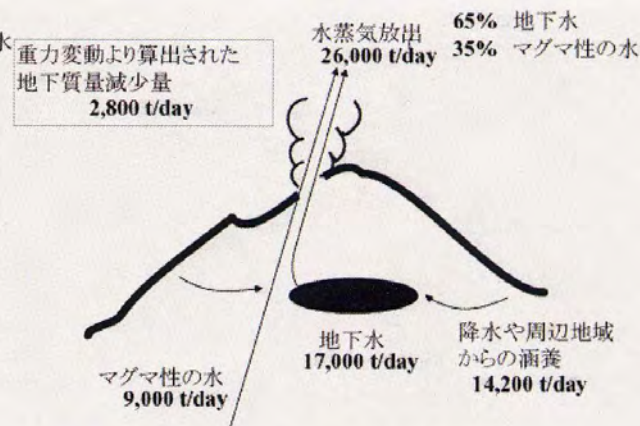 水
重力変動より算出された
地下質量減少量
2,800 t/day
水蒸気放出
26,000 t/day
65% 地下水
35% マグマ性の水
地下水
17,000 t/day
降水や周辺地域
からの涵養
14,200 t/day
マグマ性の水
9,000 t/day